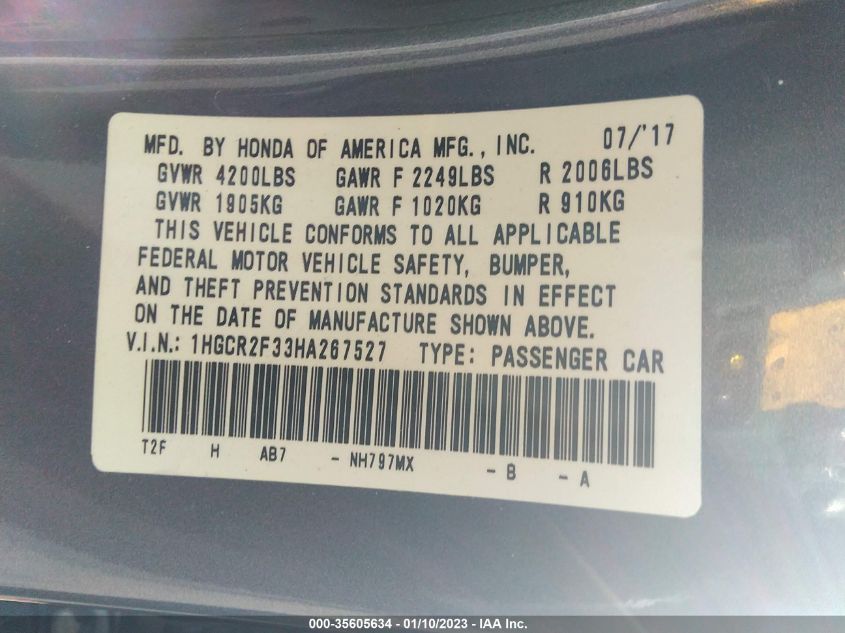 MFD. BY HONDA OF AMERICA MFG., INC. 07/'17
GVWR 4200LBS GAWR F 2249LBS R 2006LBS
GVWR 1905KG GAWR F 1020KG R 910KG
THIS VEHICLE CONFORMS TO ALL APPLICABLE
FEDERAL MOTOR VEHICLE SAFETY, BUMPER,
AND THEFT PREVENTION STANDARDS IN EFFECT
ON THE DATE OF MANUFACTURE SHOWN ABOVE.
V.I.N.: 1HGCR2F33HA267527 TYPE: PASSENGER CAR
T2F H AB7 - NH797MX - B - A
000-35605634 - 01/10/2023 - IAA Inc.